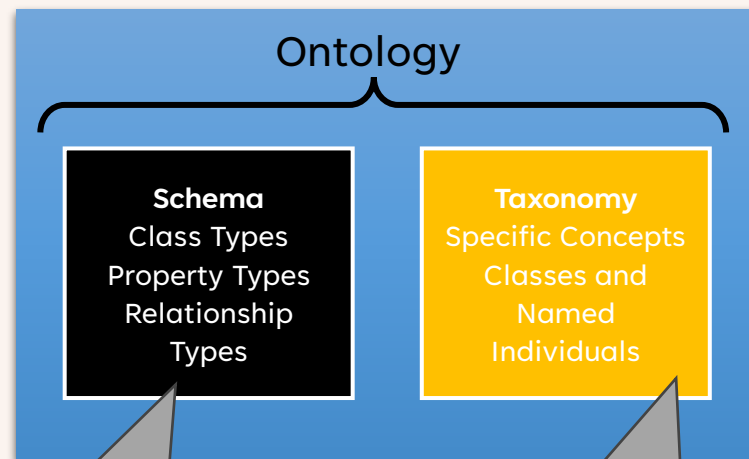 Ontology
Schema
Class Types
Property Types
Relationship
Types
Taxonomy
Specific Concepts
Classes and
Named
Individuals